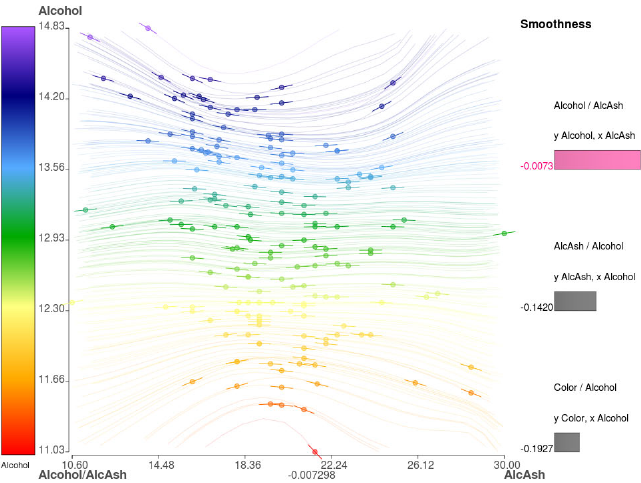 Alcohol
Smoothness
14.83
14.20
13.56
12.93
12.30
11.66
11.03
Alcohol
10.60 14.48 18.36 22.24 26.12 30.00
Alcohol/AlcAsh -0.007298 AlcAsh
Alcohol / AlcAsh
y Alcohol, x AlcAsh
-0.0073
AlcAsh / Alcohol
y AlcAsh, x Alcohol
-0.1420
Color / Alcohol
y Color, x Alcohol
-0.1927